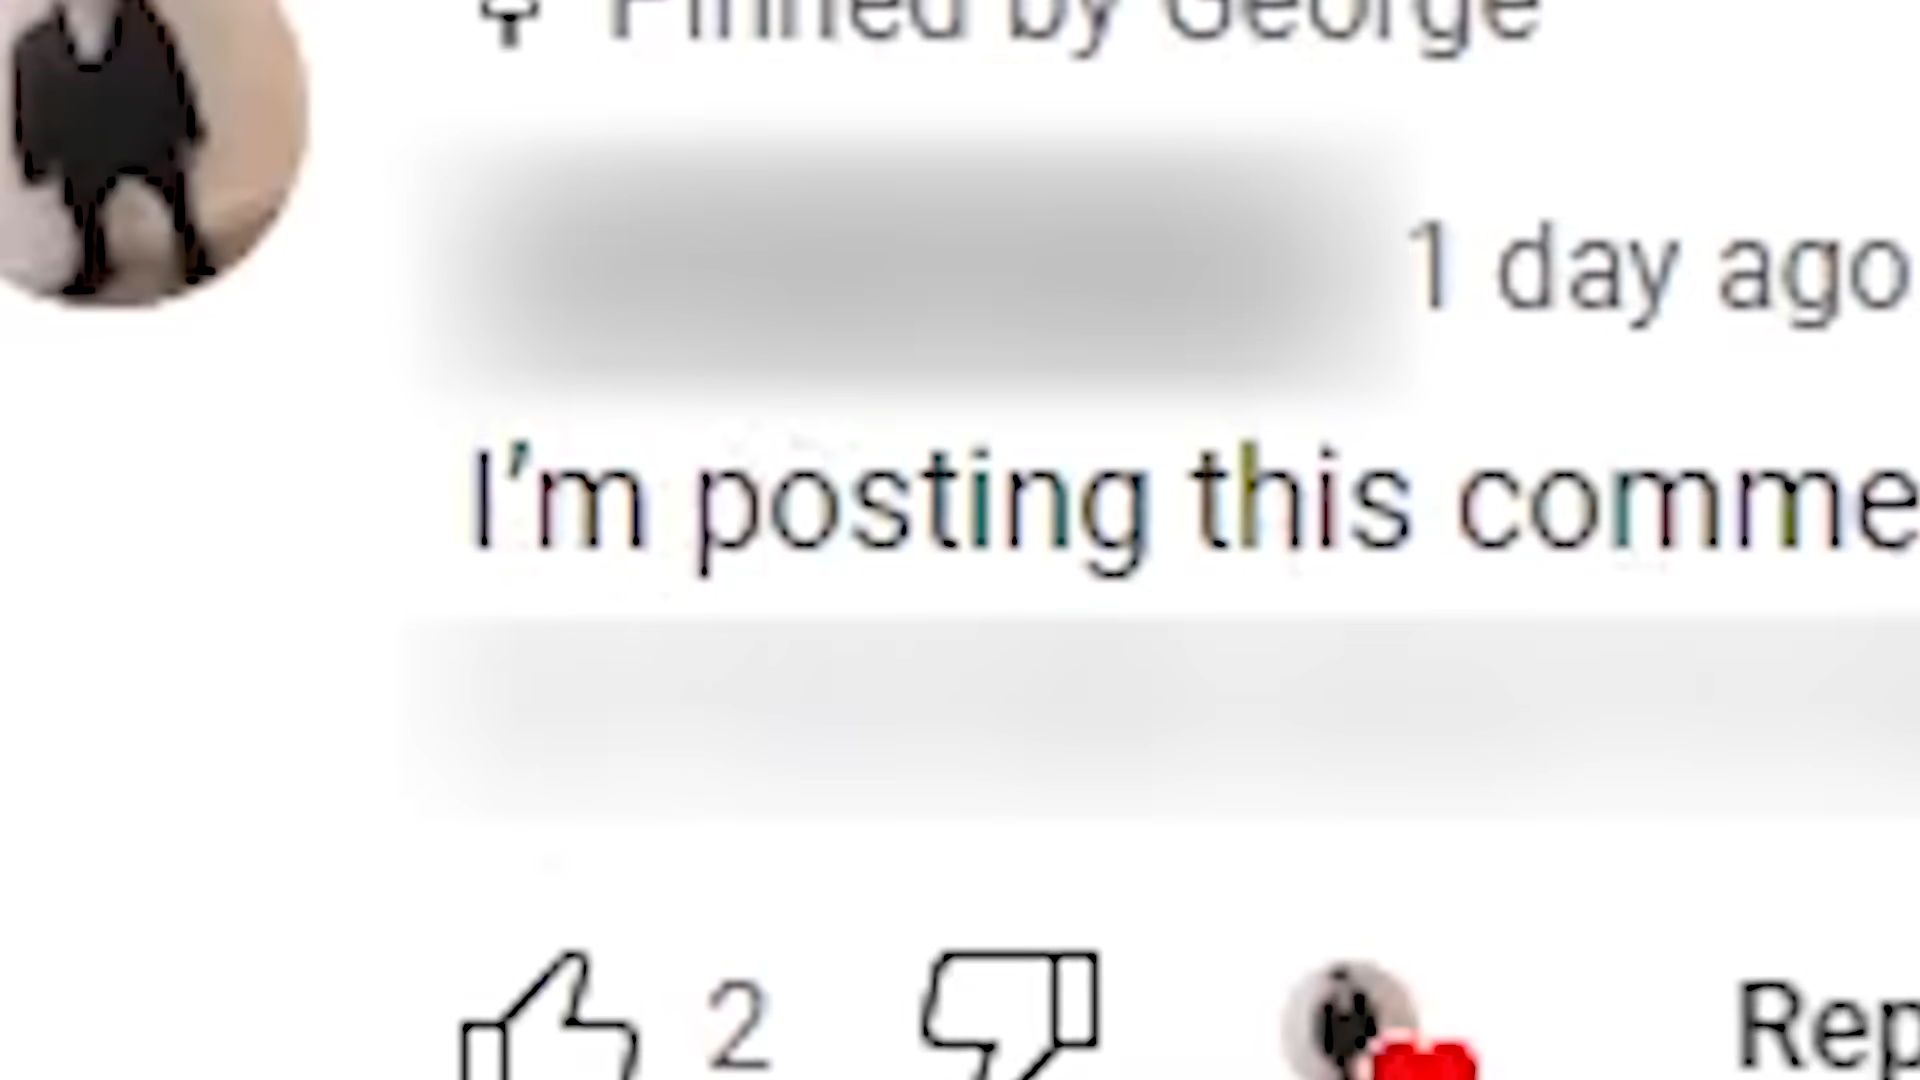 Pinned by George
1 day ago
I'm posting this comme
2
Rep